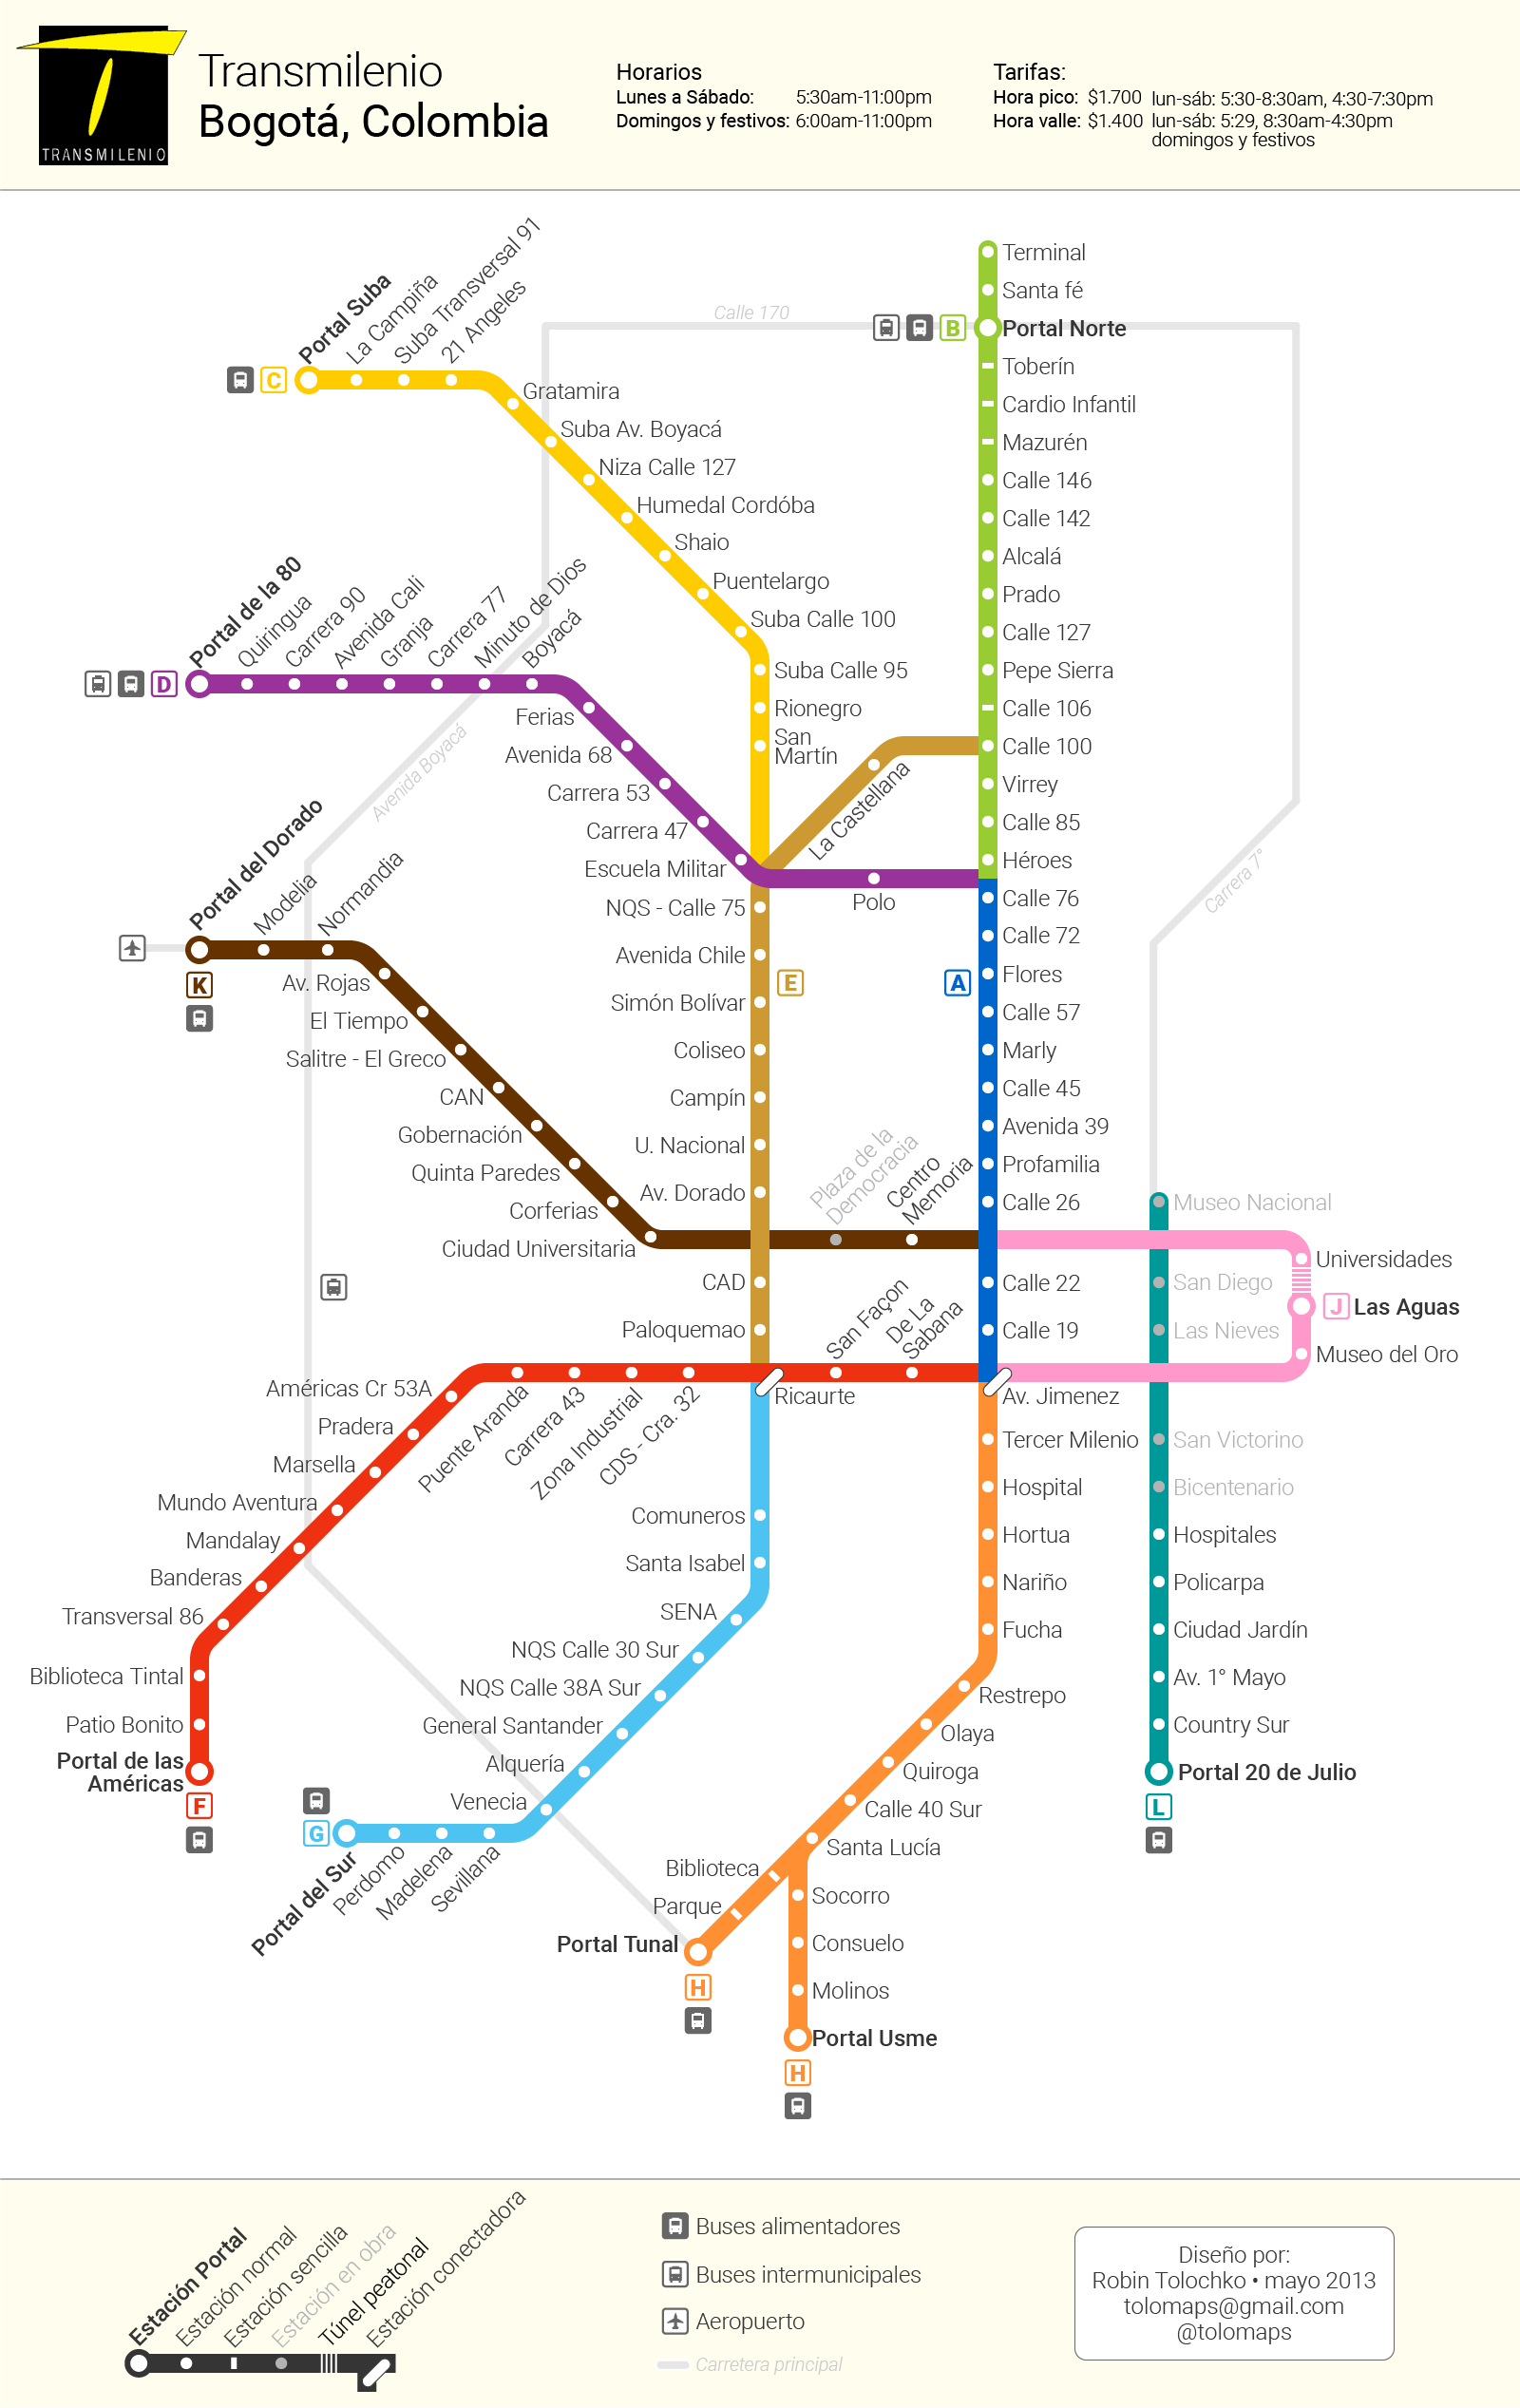 TRANSMILENIO
Transmilenio
Bogotá, Colombia
Horarios
Lunes a Sábado: 5:30am-11:00pm
Domingos y festivos: 6:00am-11:00pm
Tarifas:
Hora pico: $1.700 lun-sáb: 5:30-8:30am, 4:30-7:30pm
Hora valle: $1.400 lun-sáb: 5:29, 8:30am-4:30pm
domingos y festivos
Calle 170
Avenida Boyacá
Carrera 7°
C
Portal Suba
La Campiña
Suba Transversal 91
21 Angeles
Gratamira
Suba Av. Boyacá
Niza Calle 127
Humedal Cordóba
Shaio
Puentelargo
Suba Calle 100
Suba Calle 95
Rionegro
San
Martín
B
Terminal
Santa fé
Portal Norte
Toberín
Cardio Infantil
Mazurén
Calle 146
Calle 142
Alcalá
Prado
Calle 127
Pepe Sierra
Calle 106
Calle 100
Virrey
Calle 85
Héroes
D
Portal de la 80
Quiringua
Carrera 90
Avenida Cali
Granja
Carrera 77
Minuto de Dios
Boyacá
Ferias
Avenida 68
Carrera 53
Carrera 47
Escuela Militar
Polo
La Castellana
E
NQS - Calle 75
Avenida Chile
Simón Bolívar
Coliseo
Campín
U. Nacional
Av. Dorado
CAD
Paloquemao
A
Calle 76
Calle 72
Flores
Calle 57
Marly
Calle 45
Avenida 39
Profamilia
Calle 26
Calle 22
Calle 19
Av. Jimenez
Portal del Dorado
K
Modelia
Normandia
Av. Rojas
El Tiempo
Salitre - El Greco
CAN
Gobernación
Quinta Paredes
Corferias
Ciudad Universitaria
Plaza de la
Democracia
Centro
Memoria
Universidades
J
Las Aguas
Museo del Oro
Américas Cr 53A
Pradera
Marsella
Mundo Aventura
Mandalay
Banderas
Transversal 86
Biblioteca Tintal
Patio Bonito
Portal de las
Américas
F
Puente Aranda
Carrera 43
Zona Industrial
CDS - Cra. 32
Ricaurte
San Façon
De La
Sabana
Comuneros
Santa Isabel
SENA
NQS Calle 30 Sur
NQS Calle 38A Sur
General Santander
Alquería
Venecia
Sevillana
Madelena
Perdomo
Portal del Sur
G
Tercer Milenio
Hospital
Hortua
Nariño
Fucha
Restrepo
Olaya
Quiroga
Calle 40 Sur
Santa Lucía
Biblioteca
Parque
Portal Tunal
H
Socorro
Consuelo
Molinos
Portal Usme
H
Museo Nacional
San Diego
Las Nieves
San Victorino
Bicentenario
Hospitales
Policarpa
Ciudad Jardín
Av. 1° Mayo
Country Sur
Portal 20 de Julio
L
Estación Portal
Estación normal
Estación sencilla
Estación en obra
Túnel peatonal
Estación conectadora
Buses alimentadores
Buses intermunicipales
Aeropuerto
Carretera principal
Diseño por:
Robin Tolochko • mayo 2013
tolomaps@gmail.com
@tolomaps